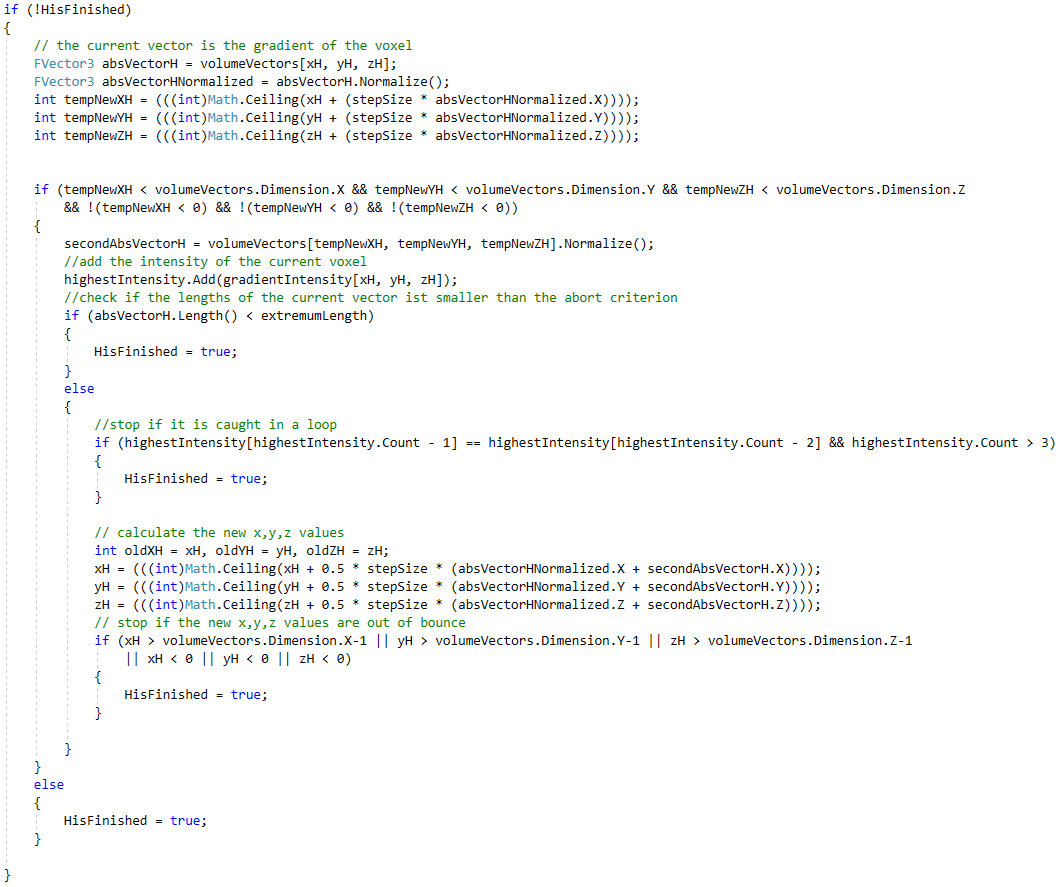 if (!HisFinished)
{
// the current vector is the gradient of the voxel
FVector3 absVectorH = volumeVectors[xH, yH, zH];
FVector3 absVectorHNormalized = absVectorH.Normalize();
int tempNewXH = (((int)Math.Ceiling(xH + (stepSize * absVectorHNormalized.X))));
int tempNewYH = (((int)Math.Ceiling(yH + (stepSize * absVectorHNormalized.Y))));
int tempNewZH = (((int)Math.Ceiling(zH + (stepSize * absVectorHNormalized.Z))));
if (tempNewXH < volumeVectors.Dimension.X && tempNewYH < volumeVectors.Dimension.Y && tempNewZH < volumeVectors.Dimension.Z
&& !(tempNewXH < 0) && !(tempNewYH < 0) && !(tempNewZH < 0))
{
secondAbsVectorH = volumeVectors[tempNewXH, tempNewYH, tempNewZH].Normalize();
//add the intensity of the current voxel
highestIntensity.Add(gradientIntensity[xH, yH, zH]);
//check if the lengths of the current vector ist smaller than the abort criterion
if (absVectorH.Length() < extremumLength)
{
HisFinished = true;
}
else
{
//stop if it is caught in a loop
if (highestIntensity[highestIntensity.Count - 1] == highestIntensity[highestIntensity.Count - 2] && highestIntensity.Count > 3)
{
HisFinished = true;
}
// calculate the new x,y,z values
int oldXH = xH, oldYH = yH, oldZH = zH;
xH = (((int)Math.Ceiling(xH + 0.5 * stepSize * (absVectorHNormalized.X + secondAbsVectorH.X))));
yH = (((int)Math.Ceiling(yH + 0.5 * stepSize * (absVectorHNormalized.Y + secondAbsVectorH.Y))));
zH = (((int)Math.Ceiling(zH + 0.5 * stepSize * (absVectorHNormalized.Z + secondAbsVectorH.Z))));
// stop if the new x,y,z values are out of bounce
if (xH > volumeVectors.Dimension.X-1 || yH > volumeVectors.Dimension.Y-1 || zH > volumeVectors.Dimension.Z-1
|| xH < 0 || yH < 0 || zH < 0)
{
HisFinished = true;
}
}
}
else
{
HisFinished = true;
}
}